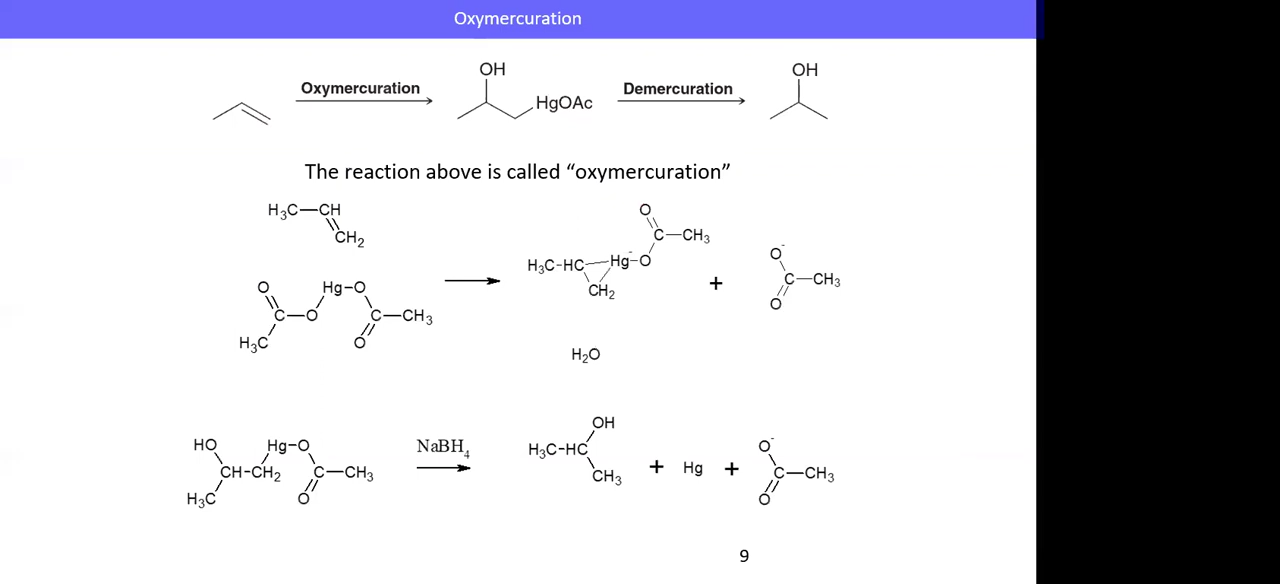 Oxymercuration
OH
OH
Oxymercuration
HgOAc
Demercuration
The reaction above is called “oxymercuration”
H₃C—CH
CH₂
O
C—CH₃
H₃C-HC
Hg⁻-O
CH₂
+
O⁻
C—CH₃
O
O
Hg-O
C—O
C—CH₃
H₃C
O
H₂O
HO
Hg-O
CH-CH₂
C—CH₃
H₃C
O
NaBH₄
OH
H₃C-HC
CH₃
+
Hg
+
O⁻
C—CH₃
O
9